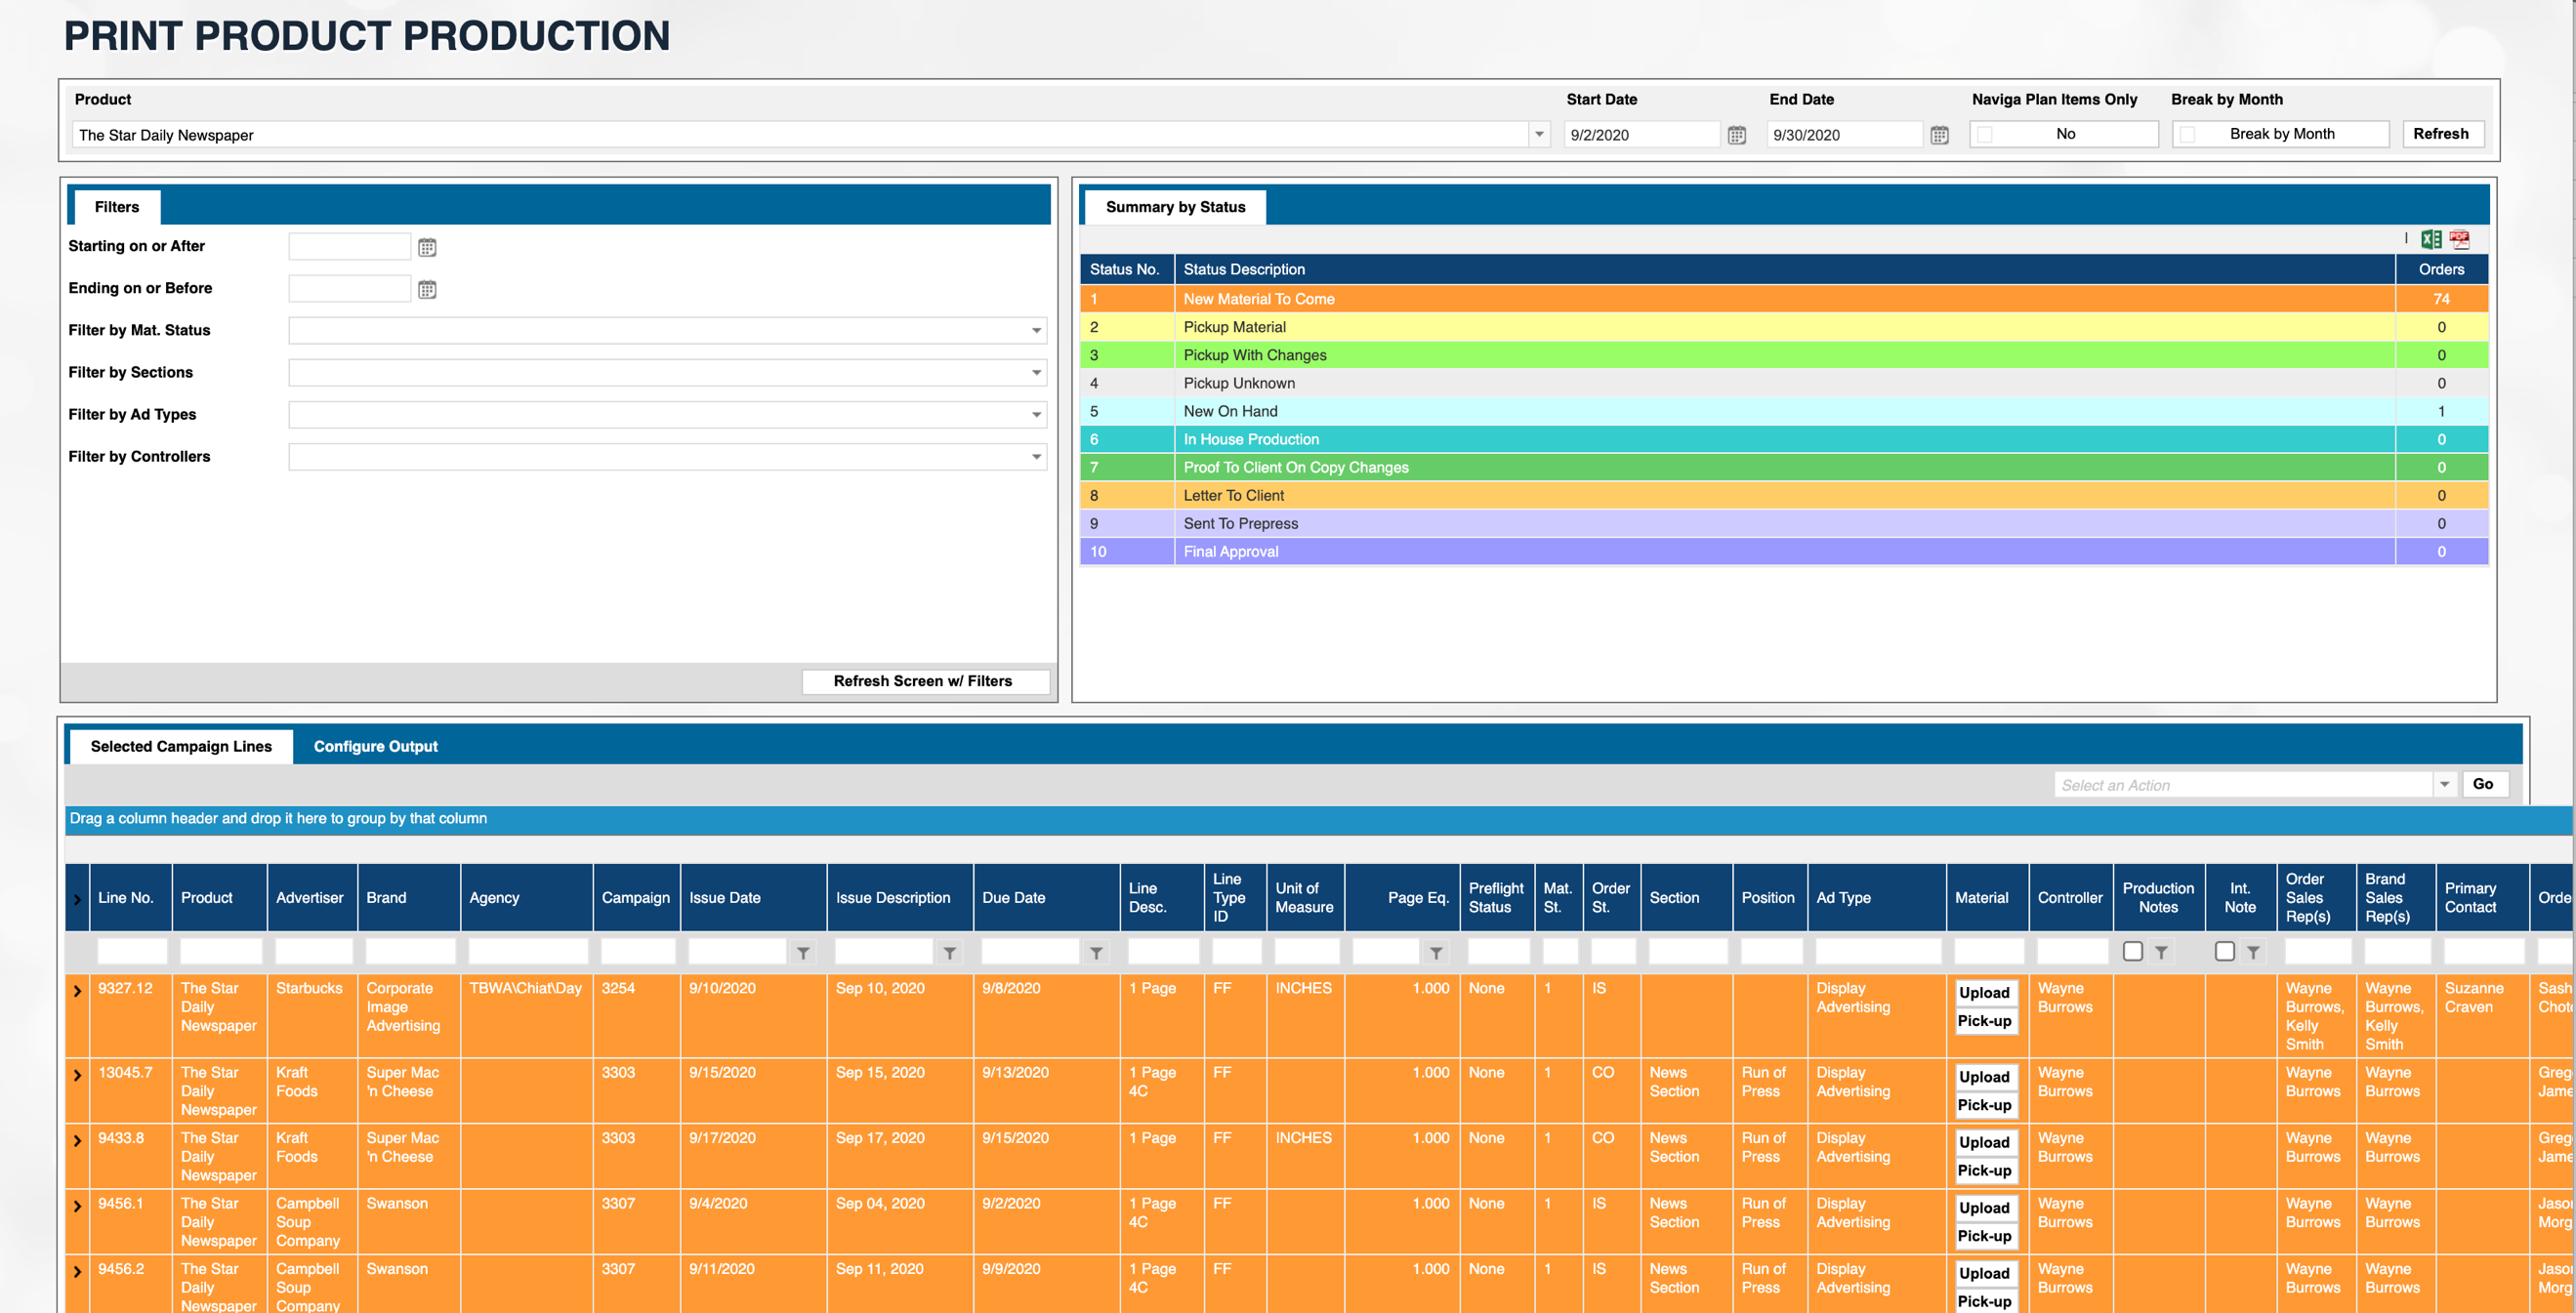 PRINT PRODUCT PRODUCTION
Product Start Date End Date Naviga Plan Items Only Break by Month
The Star Daily Newspaper 9/2/2020 9/30/2020 No Break by Month Refresh
Filters
Starting on or After
Ending on or Before
Filter by Mat. Status
Filter by Sections
Filter by Ad Types
Filter by Controllers
Refresh Screen w/ Filters
Summary by Status
PDF
Status No. Status Description Orders
1 New Material To Come 74
2 Pickup Material 0
3 Pickup With Changes 0
4 Pickup Unknown 0
5 New On Hand 1
6 In House Production 0
7 Proof To Client On Copy Changes 0
8 Letter To Client 0
9 Sent To Prepress 0
10 Final Approval 0
Selected Campaign Lines Configure Output
Select an Action Go
Drag a column header and drop it here to group by that column
Line No. Product Advertiser Brand Agency Campaign Issue Date Issue Description Due Date Line Desc. Line Type ID Unit of Measure Page Eq. Preflight Status Mat. St. Order St. Section Position Ad Type Material Controller Production Notes Int. Note Order Sales Rep(s) Brand Sales Rep(s) Primary Contact Orde
9327.12 The Star Daily Newspaper Starbucks Corporate Image Advertising TBWA\Chiat\Day 3254 9/10/2020 Sep 10, 2020 9/8/2020 1 Page FF INCHES 1.000 None 1 IS Display Advertising Upload Pick-up Wayne Burrows Wayne Burrows, Kelly Smith Wayne Burrows, Kelly Smith Suzanne Craven Sash Chot
13045.7 The Star Daily Newspaper Kraft Foods Super Mac 'n Cheese 3303 9/15/2020 Sep 15, 2020 9/13/2020 1 Page 4C FF 1.000 None 1 CO News Section Run of Press Display Advertising Upload Pick-up Wayne Burrows Wayne Burrows Wayne Burrows Greg Jame
9433.8 The Star Daily Newspaper Kraft Foods Super Mac 'n Cheese 3303 9/17/2020 Sep 17, 2020 9/15/2020 1 Page FF INCHES 1.000 None 1 CO News Section Run of Press Display Advertising Upload Pick-up Wayne Burrows Wayne Burrows Wayne Burrows Greg Jame
9456.1 The Star Daily Newspaper Campbell Soup Company Swanson 3307 9/4/2020 Sep 04, 2020 9/2/2020 1 Page 4C FF 1.000 None 1 IS News Section Run of Press Display Advertising Upload Pick-up Wayne Burrows Wayne Burrows Wayne Burrows Jaso Morg
9456.2 The Star Daily Newspaper Campbell Soup Company Swanson 3307 9/11/2020 Sep 11, 2020 9/9/2020 1 Page 4C FF 1.000 None 1 IS News Section Run of Press Display Advertising Upload Pick-up Wayne Burrows Wayne Burrows Wayne Burrows Jaso Morg